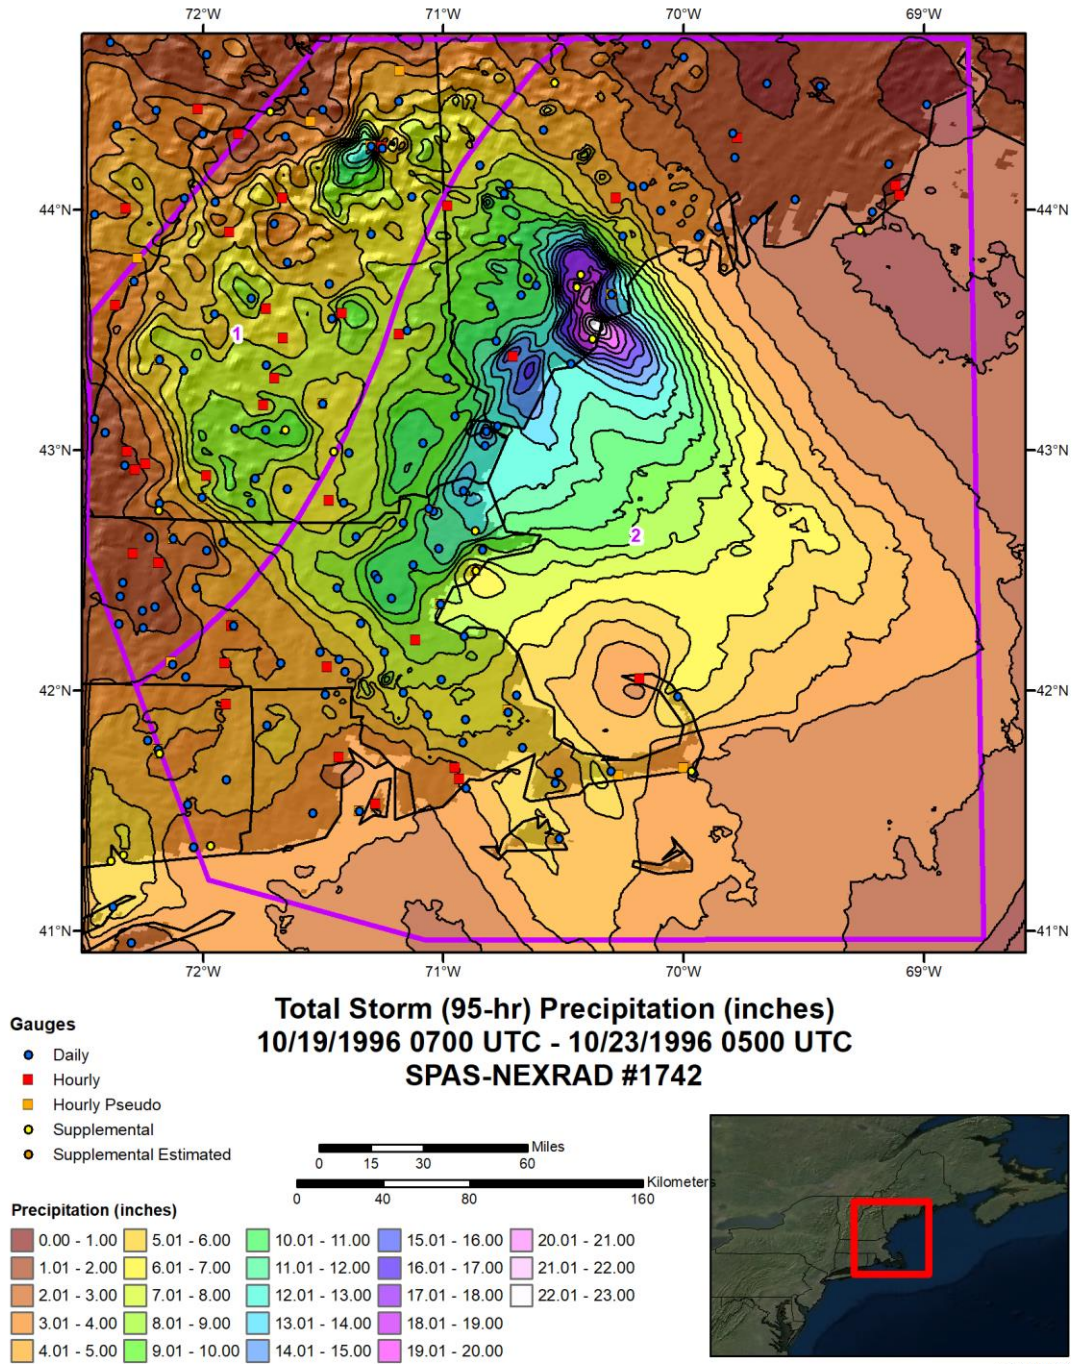 72°W 71°W 70°W 69°W
44°N 44°N
1
43°N 43°N
2
42°N 42°N
41°N 41°N
72°W 71°W 70°W 69°W
Total Storm (95-hr) Precipitation (inches)
10/19/1996 0700 UTC - 10/23/1996 0500 UTC
SPAS-NEXRAD #1742
Gauges
Daily
Hourly
Hourly Pseudo
Supplemental
Supplemental Estimated
Miles
0 15 30 60
Kilometers
0 40 80 160
Precipitation (inches)
0.00 - 1.00 5.01 - 6.00 10.01 - 11.00 15.01 - 16.00 20.01 - 21.00
1.01 - 2.00 6.01 - 7.00 11.01 - 12.00 16.01 - 17.00 21.01 - 22.00
2.01 - 3.00 7.01 - 8.00 12.01 - 13.00 17.01 - 18.00 22.01 - 23.00
3.01 - 4.00 8.01 - 9.00 13.01 - 14.00 18.01 - 19.00
4.01 - 5.00 9.01 - 10.00 14.01 - 15.00 19.01 - 20.00